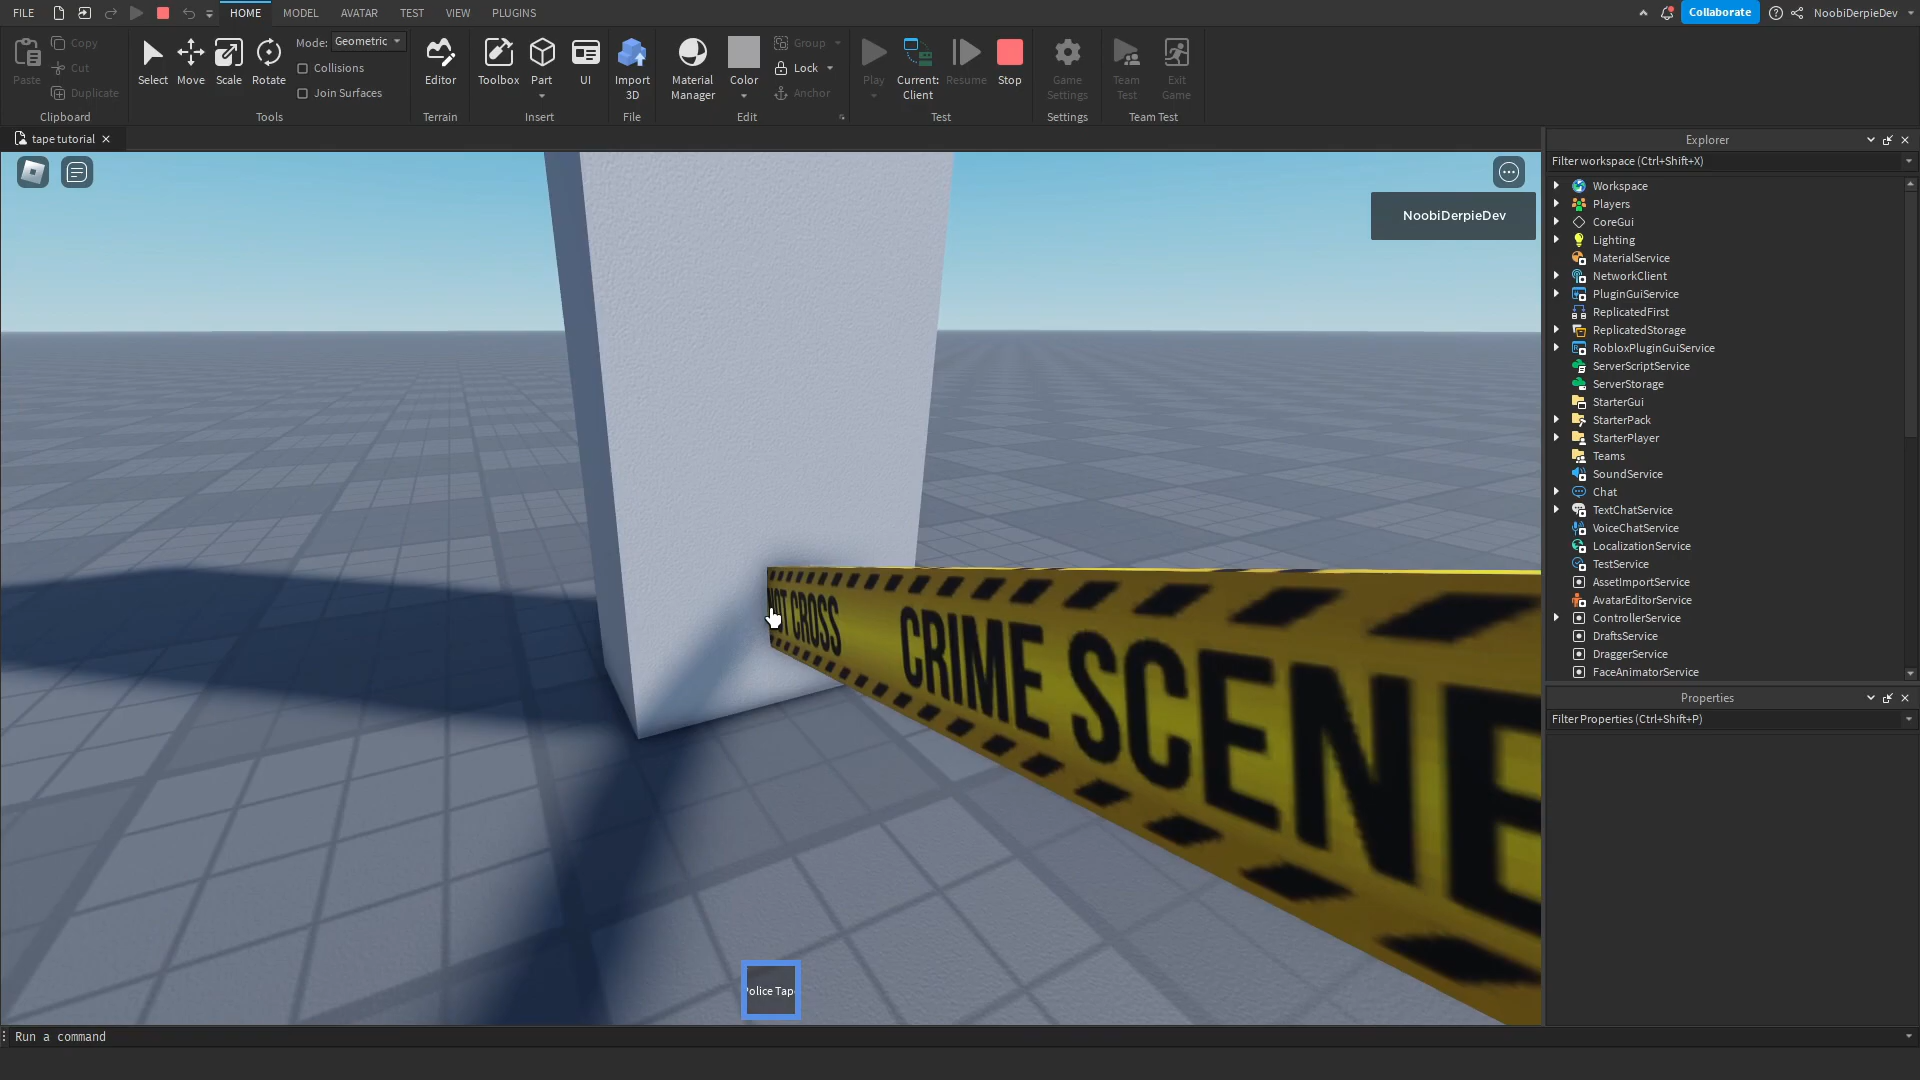 FILE HOME MODEL AVATAR TEST VIEW PLUGINS Collaborate NoobiDerpieDev
Paste Copy Cut Duplicate
Clipboard
Select Move Scale Rotate
Mode: Geometric
Collisions
Join Surfaces
Tools
Editor
Terrain
Toolbox Part UI
Insert
Import
3D
File
Material
Manager
Color
Group
Lock
Anchor
Edit
Play
Current:
Client
Resume
Stop
Test
Game
Settings
Settings
Team
Test
Exit
Game
Team Test
tape tutorial
NoobiDerpieDev
NOT CROSS CRIME SCENE
olice Tap
Explorer
Filter workspace (Ctrl+Shift+X)
Workspace
Players
CoreGui
Lighting
MaterialService
NetworkClient
PluginGuiService
ReplicatedFirst
ReplicatedStorage
RobloxPluginGuiService
ServerScriptService
ServerStorage
StarterGui
StarterPack
StarterPlayer
Teams
SoundService
Chat
TextChatService
VoiceChatService
LocalizationService
TestService
AssetImportService
AvatarEditorService
ControllerService
DraftsService
DraggerService
FaceAnimatorService
Properties
Filter Properties (Ctrl+Shift+P)
Run a command